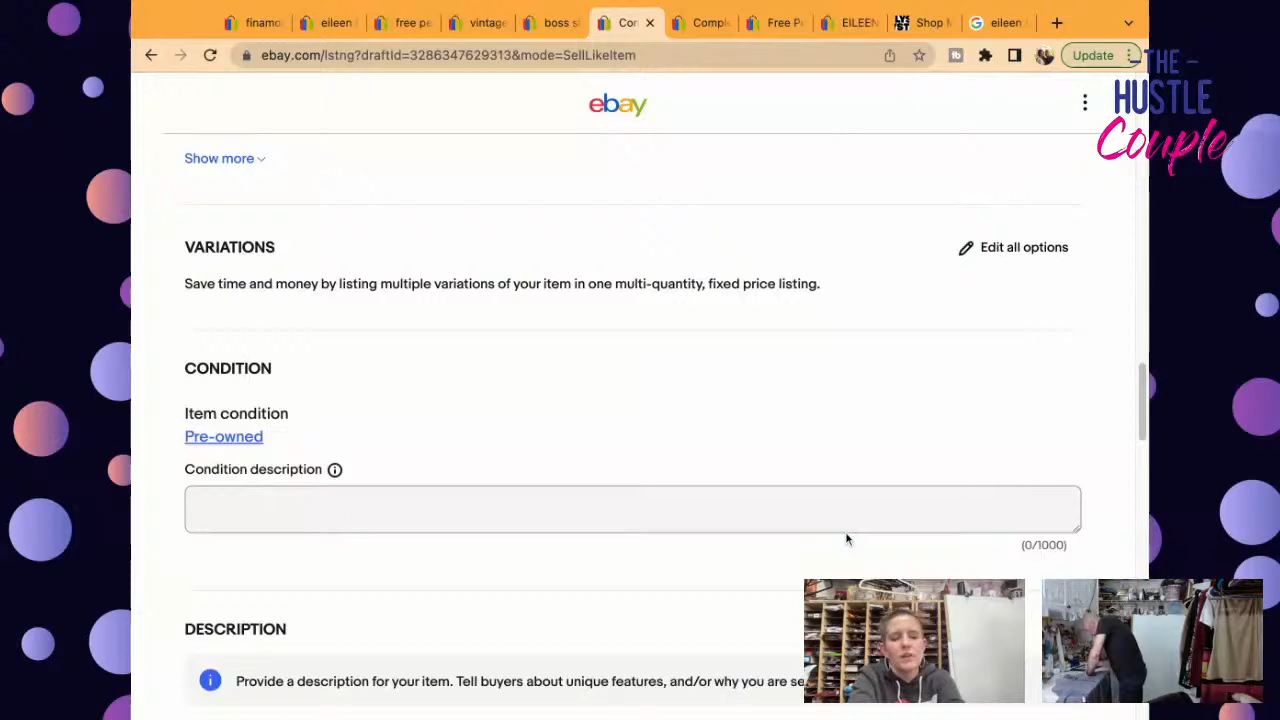 finamo
eileen
free pe
vintage
boss s
Con
Comple
Free P
EILEEN
LYST
Shop M
eileen
ebay.com/lstng?draftId=3286347629313&mode=SellLikeItem
Update
-THE-
HUSTLE
Couple
ebay
Show more
VARIATIONS
Edit all options
Save time and money by listing multiple variations of your item in one multi-quantity, fixed price listing.
CONDITION
Item condition
Pre-owned
Condition description
(0/1000)
DESCRIPTION
Provide a description for your item. Tell buyers about unique features, and/or why you are se